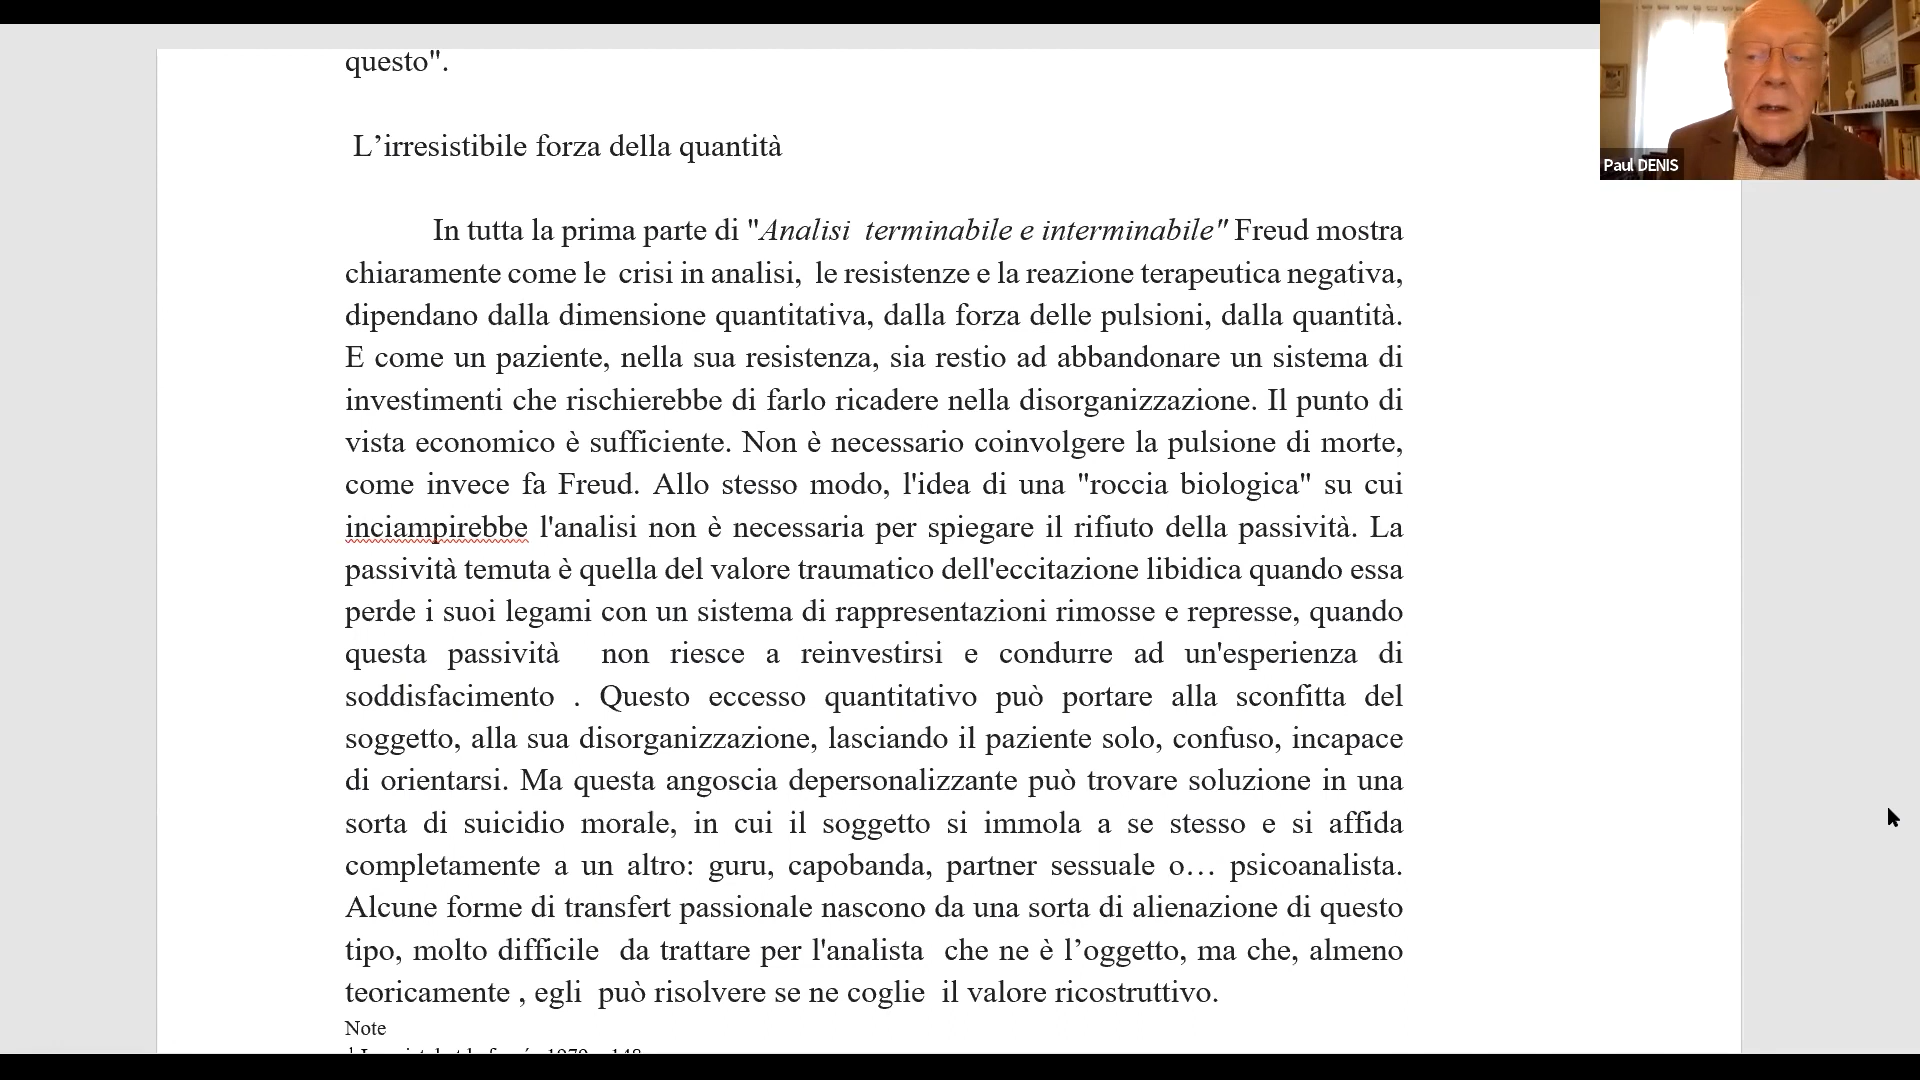 questo".
L’irresistibile forza della quantità
In tutta la prima parte di "Analisi terminabile e interminabile" Freud mostra
chiaramente come le crisi in analisi, le resistenze e la reazione terapeutica negativa,
dipendano dalla dimensione quantitativa, dalla forza delle pulsioni, dalla quantità.
E come un paziente, nella sua resistenza, sia restio ad abbandonare un sistema di
investimenti che rischierebbe di farlo ricadere nella disorganizzazione. Il punto di
vista economico è sufficiente. Non è necessario coinvolgere la pulsione di morte,
come invece fa Freud. Allo stesso modo, l'idea di una "roccia biologica" su cui
inciampirebbe l'analisi non è necessaria per spiegare il rifiuto della passività. La
passività temuta è quella del valore traumatico dell'eccitazione libidica quando essa
perde i suoi legami con un sistema di rappresentazioni rimosse e represse, quando
questa passività non riesce a reinvestirsi e condurre ad un'esperienza di
soddisfacimento . Questo eccesso quantitativo può portare alla sconfitta del
soggetto, alla sua disorganizzazione, lasciando il paziente solo, confuso, incapace
di orientarsi. Ma questa angoscia depersonalizzante può trovare soluzione in una
sorta di suicidio morale, in cui il soggetto si immola a se stesso e si affida
completamente a un altro: guru, capobanda, partner sessuale o… psicoanalista.
Alcune forme di transfert passionale nascono da una sorta di alienazione di questo
tipo, molto difficile da trattare per l'analista che ne è l’oggetto, ma che, almeno
teoricamente , egli può risolvere se ne coglie il valore ricostruttivo.
Note
Paul DENIS